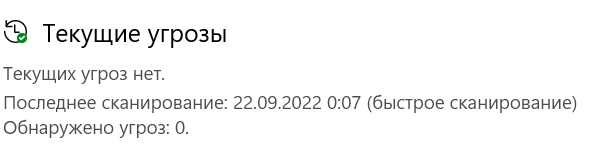 Текущие угрозы
Текущих угроз нет.
Последнее сканирование: 22.09.2022 0:07 (быстрое сканирование)
Обнаружено угроз: 0.